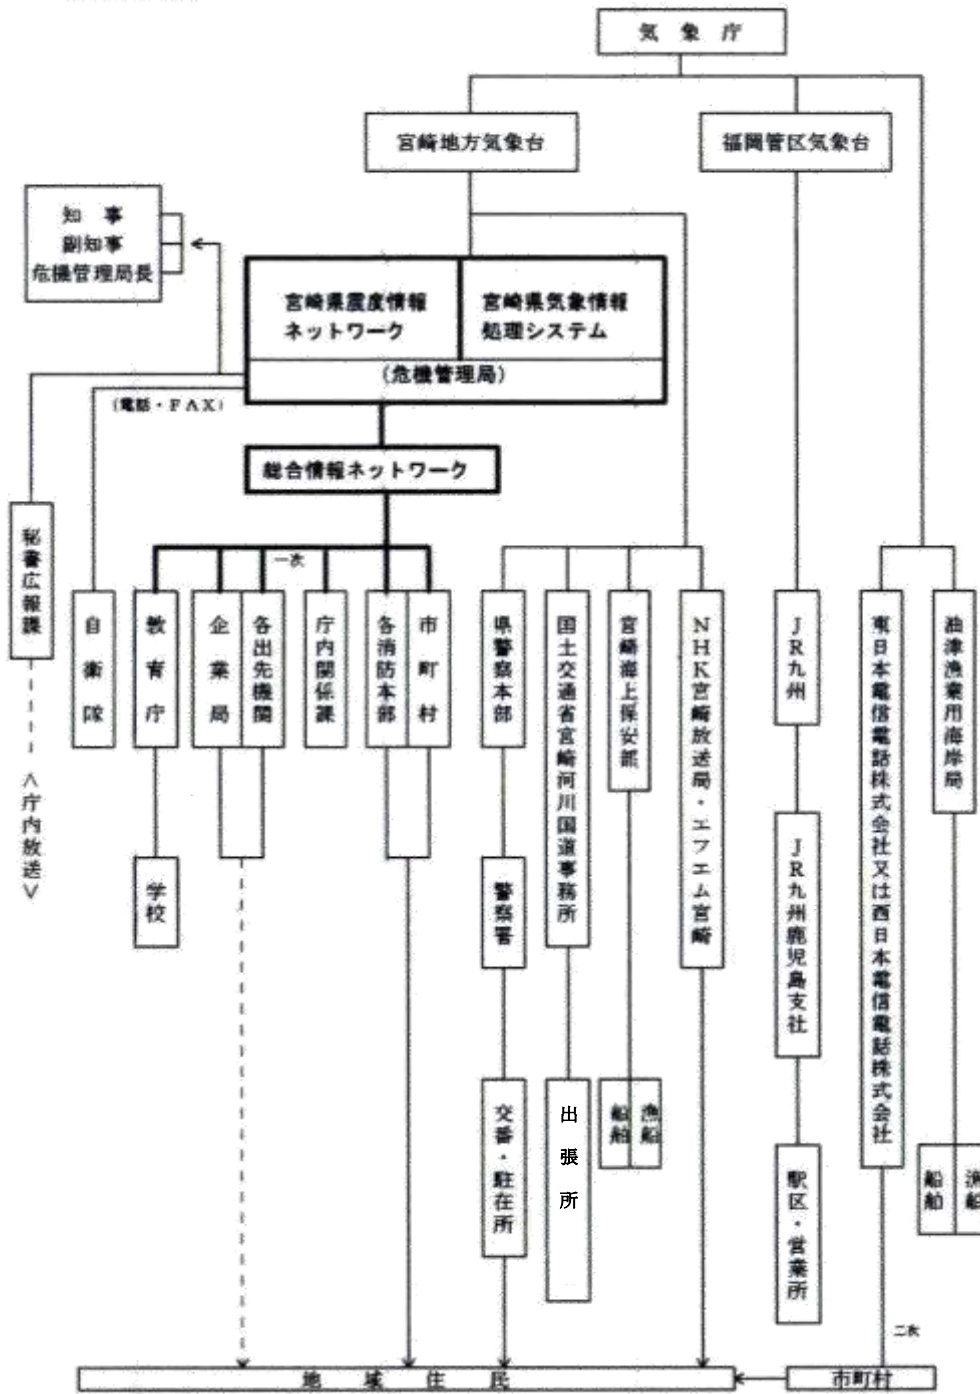 気象庁
宮崎地方気象台
福岡管区気象台
知事
副知事
危機管理局長
宮崎県震度情報
ネットワーク
宮崎県気象情報
処理システム
(危機管理局)
(電話・FAX)
総合情報ネットワーク
一次
秘書広報課
自衛隊
教育庁
企業局
各出先機関
庁内関係課
各消防本部
市町村
県警察本部
国土交通省宮崎河川国道事務所
宮崎海上保安部
NHK宮崎放送局・エフエム宮崎
JR九州
東日本電信電話株式会社又は西日本電信電話株式会社
油津漁業用海岸局
<庁内放送>
学校
警察署
JR九州鹿児島支社
交番・駐在所
出張所
船舶
漁船
駅区・営業所
船舶
漁船
二次
地域住民
市町村